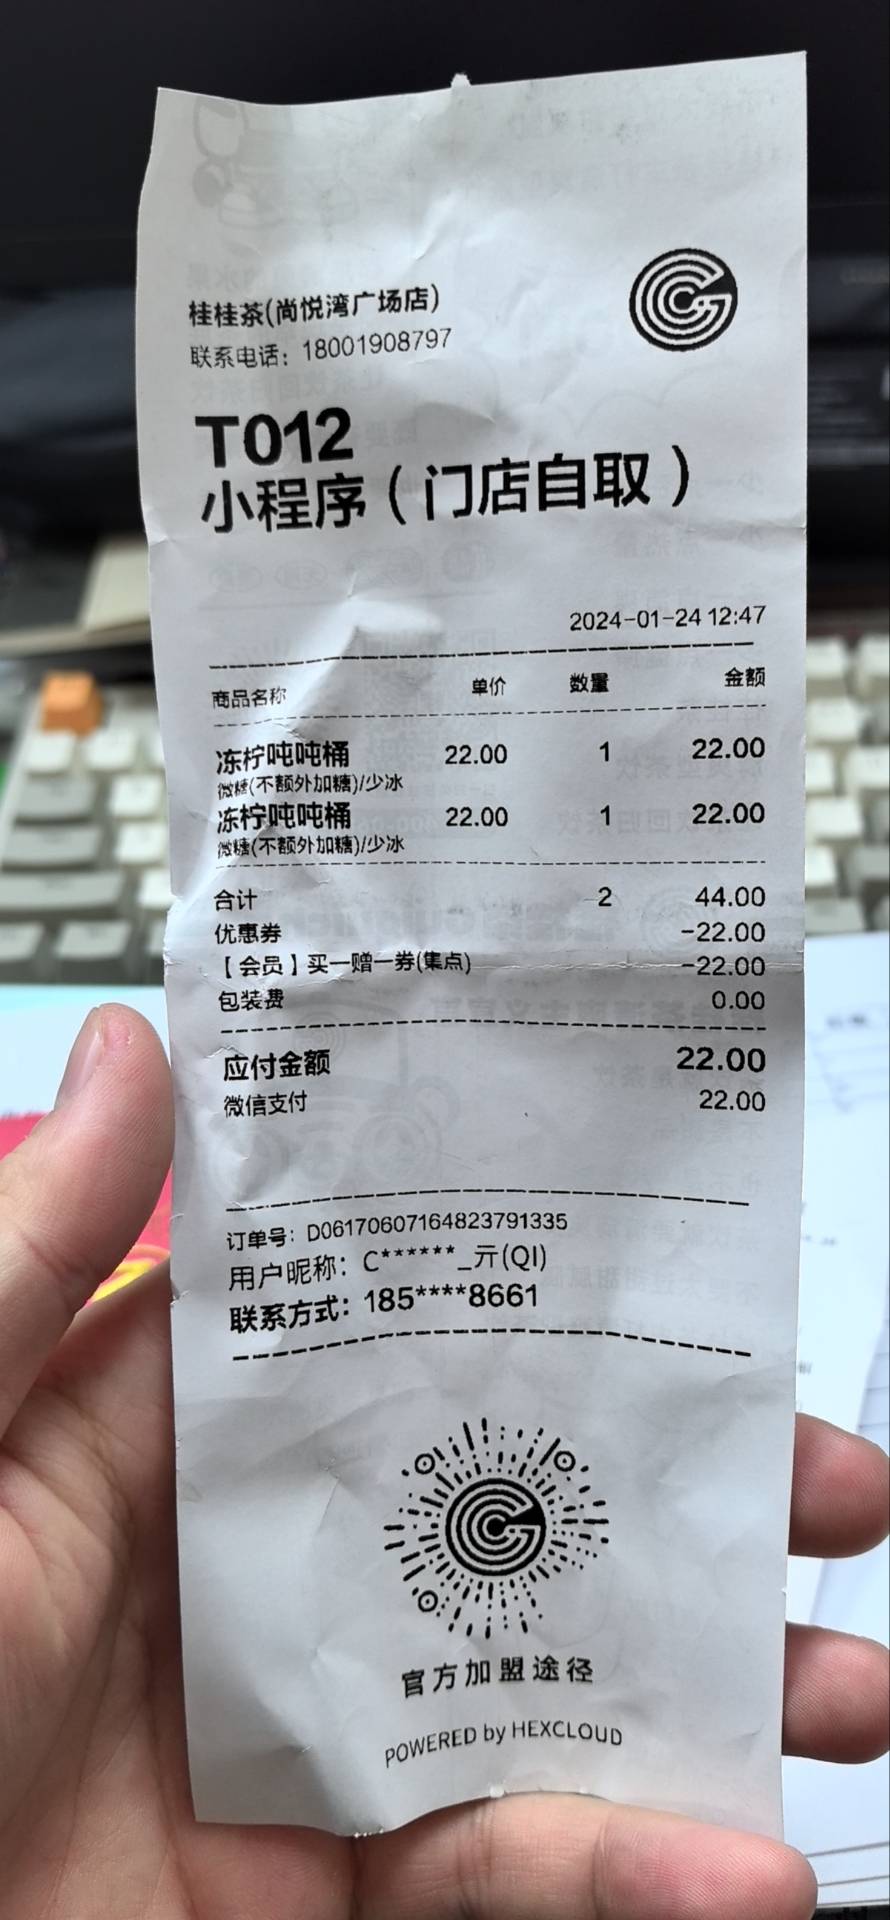 桂桂茶(尚悦湾广场店)
联系电话：18001908797
T012
小程序（门店自取）
2024-01-24 12:47
商品名称 单价 数量 金额
冻柠吨吨桶 22.00 1 22.00
微糖(不额外加糖)/少冰
冻柠吨吨桶 22.00 1 22.00
微糖(不额外加糖)/少冰
合计 2 44.00
优惠券 -22.00
【会员】买一赠一券(集点) -22.00
包装费 0.00
应付金额 22.00
微信支付 22.00
订单号：D06170607164823791335
用户昵称：C******_亓(QI)
联系方式：185****8661
官方加盟途径
POWERED by HEXCLOUD